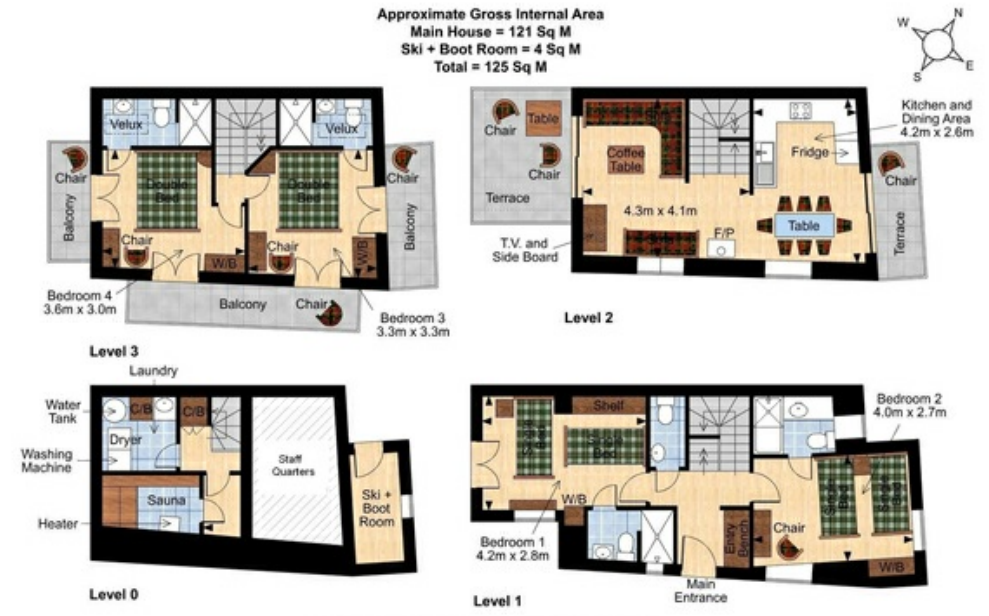 Approximate Gross Internal Area
Main House = 121 Sq M
Ski + Boot Room = 4 Sq M
Total = 125 Sq M
N
W
E
S
Velux
Velux
Chair
Double
Bed
Double
Bed
Chair
Balcony
Chair
Chair
W/B
W/B
Balcony
Bedroom 4
3.6m x 3.0m
Balcony
Chair
Bedroom 3
3.3m x 3.3m
Level 3
Chair
Table
Chair
Terrace
Coffee
Table
Kitchen and
Dining Area
4.2m x 2.6m
Fridge
Chair
4.3m x 4.1m
F/P
Table
Terrace
T.V. and
Side Board
Level 2
Laundry
Water
Tank
C/B
C/B
Dryer
Washing
Machine
Sauna
Heater
Staff
Quarters
Ski +
Boot
Room
Level 0
Shelf
Single
Bed
Single
Bed
W/B
Bedroom 1
4.2m x 2.8m
Bedroom 2
4.0m x 2.7m
Entry
Bench
Chair
W/B
Main
Entrance
Level 1